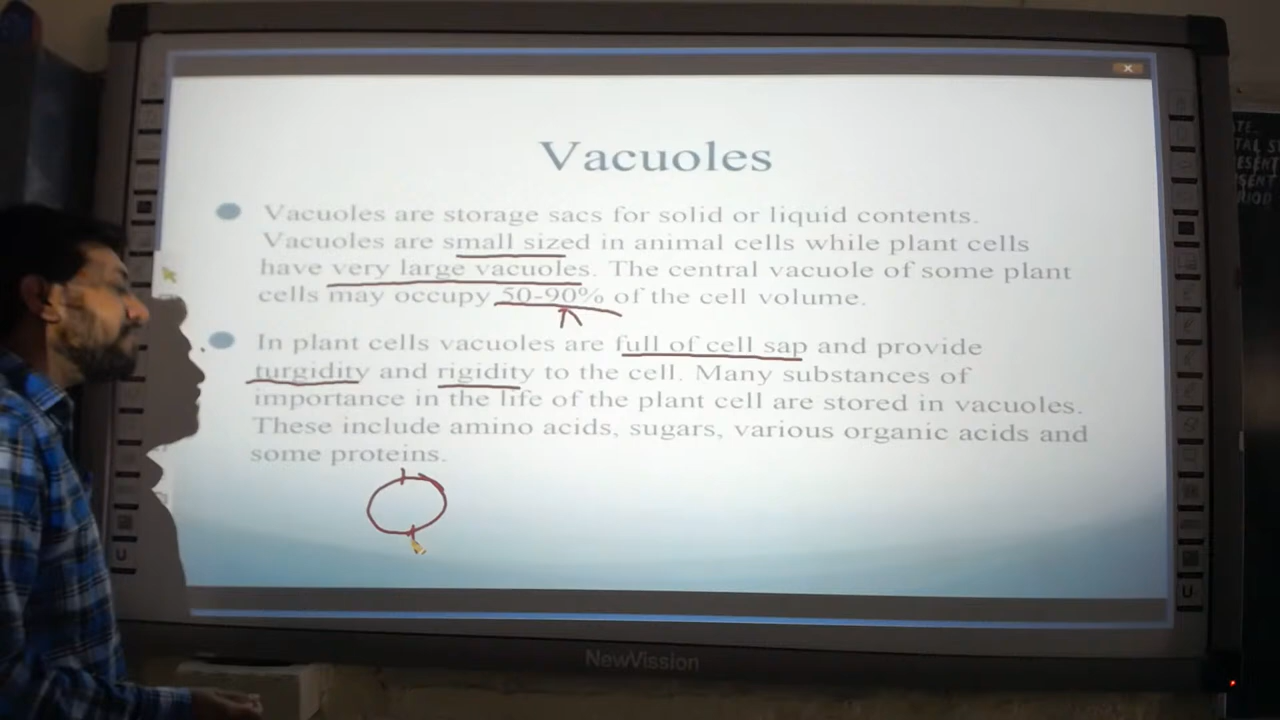 Vacuoles
Vacuoles are storage sacs for solid or liquid contents.
Vacuoles are small sized in animal cells while plant cells
have very large vacuoles. The central vacuole of some plant
cells may occupy 50-90% of the cell volume.
In plant cells vacuoles are full of cell sap and provide
turgidity and rigidity to the cell. Many substances of
importance in the life of the plant cell are stored in vacuoles.
These include amino acids, sugars, various organic acids and
some proteins.
NewVission